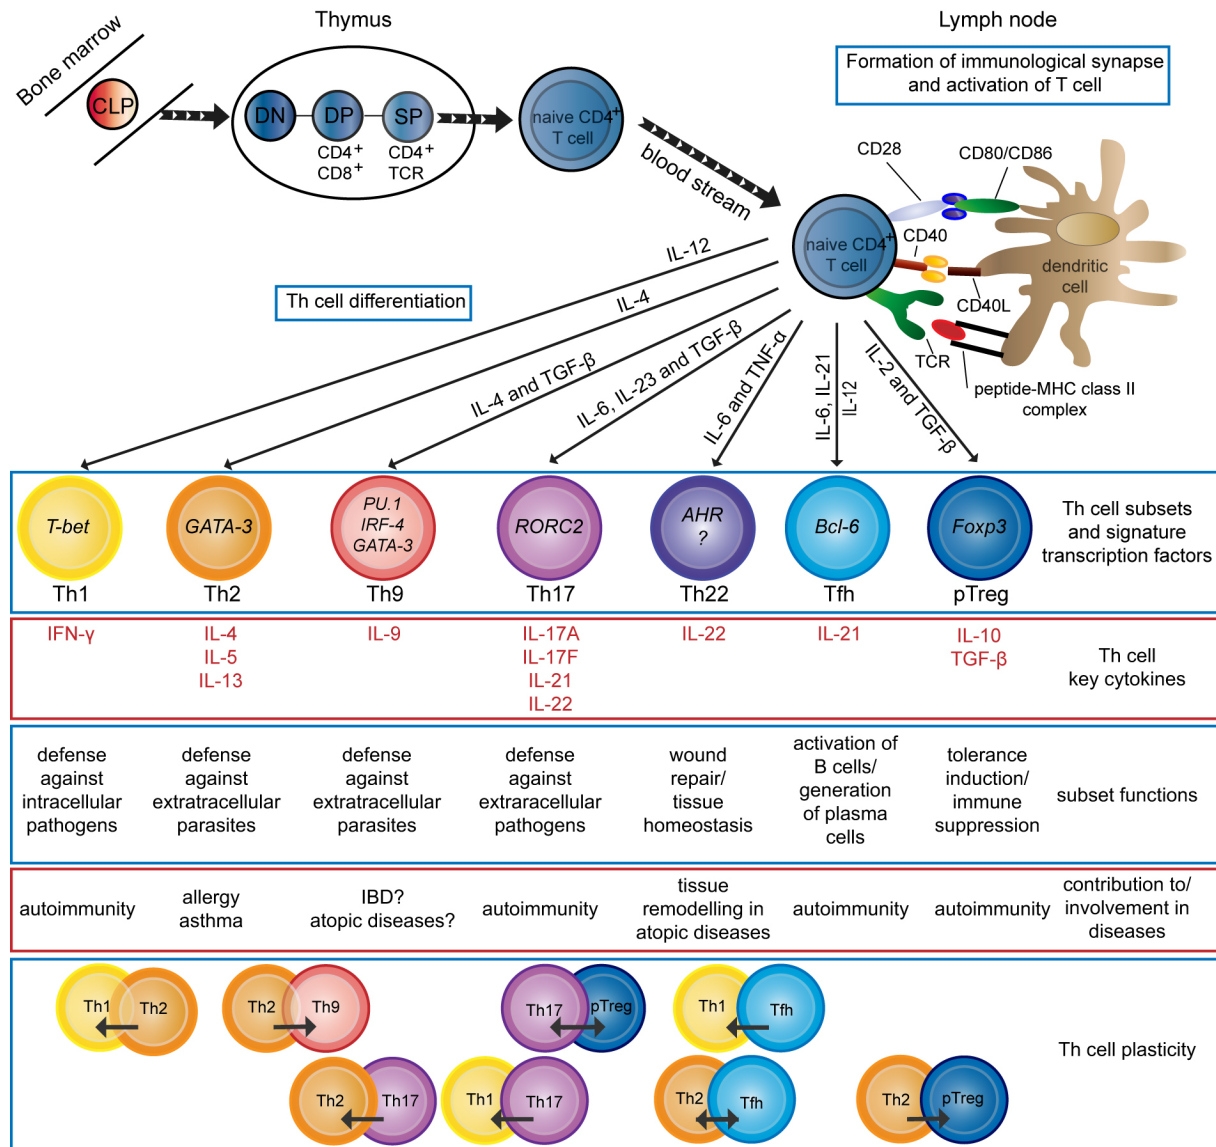 Bone marrow
Thymus
Lymph node
CLP
DN
DP
SP
CD4+
CD8+
CD4+
TCR
naive CD4+
T cell
blood stream
Formation of immunological synapse
and activation of T cell
CD28
CD80/CD86
naive CD4+
T cell
CD40
CD40L
dendritic
cell
TCR
peptide-MHC class II
complex
Th cell differentiation
IL-12
IL-4
IL-4 and TGF-β
IL-6, IL-23 and TGF-β
IL-6 and TNF-α
IL-6, IL-21
IL-12
IL-2 and TGF-β
T-bet
GATA-3
PU.1
IRF-4
GATA-3
RORC2
AHR
?
Bcl-6
Foxp3
Th1
Th2
Th9
Th17
Th22
Tfh
pTreg
Th cell subsets
and signature
transcription factors
IFN-γ
IL-4
IL-5
IL-13
IL-9
IL-17A
IL-17F
IL-21
IL-22
IL-22
IL-21
IL-10
TGF-β
Th cell
key cytokines
defense
against
intracellular
pathogens
defense
against
extratracellular
parasites
defense
against
extratracellular
parasites
defense
against
extraracellular
pathogens
wound
repair/
tissue
homeostasis
activation of
B cells/
generation
of plasma
cells
tolerance
induction/
immune
suppression
subset functions
autoimmunity
allergy
asthma
IBD?
atopic diseases?
autoimmunity
tissue
remodelling in
atopic diseases
autoimmunity
autoimmunity
contribution to/
involvement in
diseases
Th1
Th2
Th2
Th9
Th17
pTreg
Th1
Tfh
Th cell plasticity
Th2
Th17
Th1
Th17
Th2
Tfh
Th2
pTreg